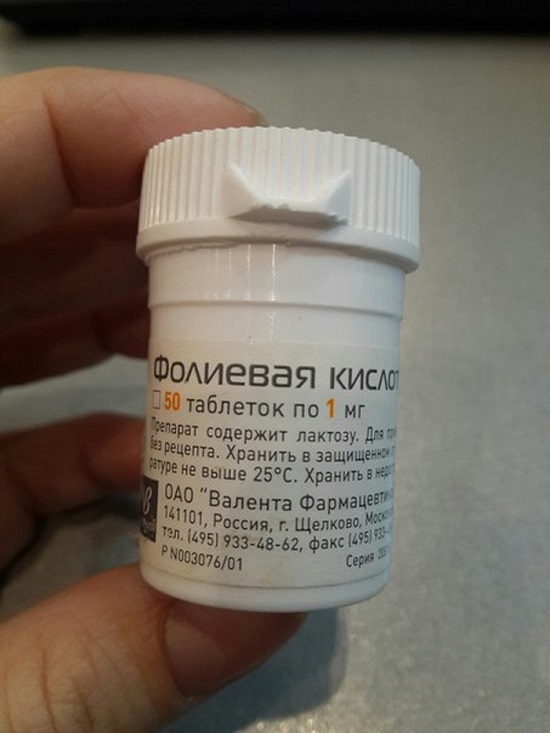 Фолиевая кислот
50 таблеток по 1 мг
Препарат содержит лактозу. Для
без рецепта. Хранить в защищенном
ратуре не выше 25°С. Хранить в
ОАО "Валента Фармацевти
141101, Россия, г. Щелково,
тел. (495) 933-48-62, факс (495) 933-
Р N003076/01
Серия